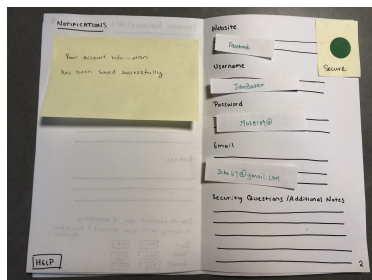 NOTIFICATIONS
Your account information
has been saved successfully.
HELP
Website
Facebook
Username
Password
Email
Secure
Security Questions/Additional Notes
2